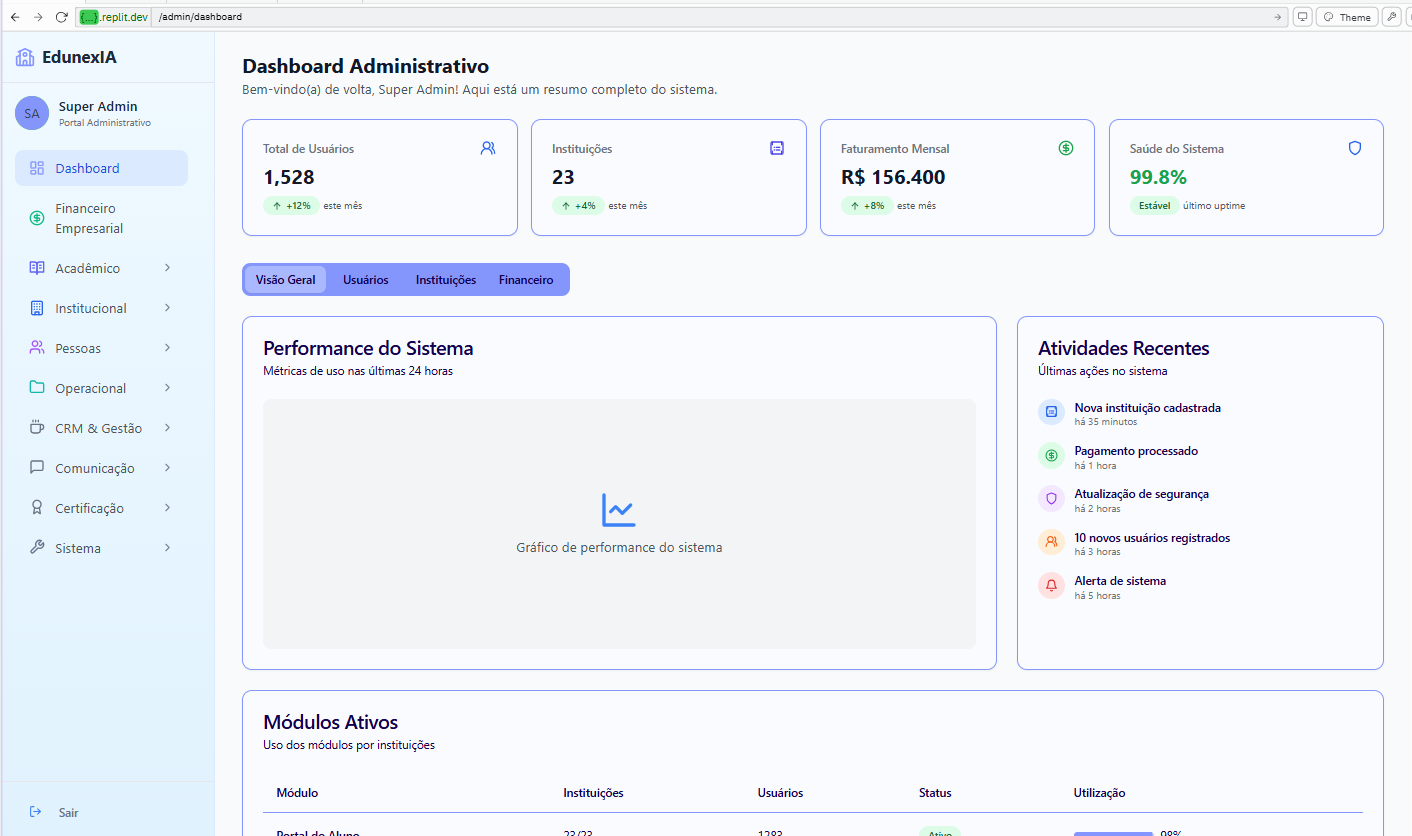 {...}.replit.dev /admin/dashboard
Theme
EdunexIA
SA
Super Admin
Portal Administrativo
Dashboard
Financeiro
Empresarial
Acadêmico
Institucional
Pessoas
Operacional
CRM & Gestão
Comunicação
Certificação
Sistema
Sair
Dashboard Administrativo
Bem-vindo(a) de volta, Super Admin! Aqui está um resumo completo do sistema.
Total de Usuários
1,528
+12% este mês
Instituições
23
+4% este mês
Faturamento Mensal
R$ 156.400
+8% este mês
Saúde do Sistema
99.8%
Estável último uptime
Visão Geral Usuários Instituições Financeiro
Performance do Sistema
Métricas de uso nas últimas 24 horas
Gráfico de performance do sistema
Atividades Recentes
Últimas ações no sistema
Nova instituição cadastrada
há 35 minutos
Pagamento processado
há 1 hora
Atualização de segurança
há 2 horas
10 novos usuários registrados
há 3 horas
Alerta de sistema
há 5 horas
Módulos Ativos
Uso dos módulos por instituições
Módulo Instituições Usuários Status Utilização
Portal do Aluno 23/23 1283 Ativo 98%